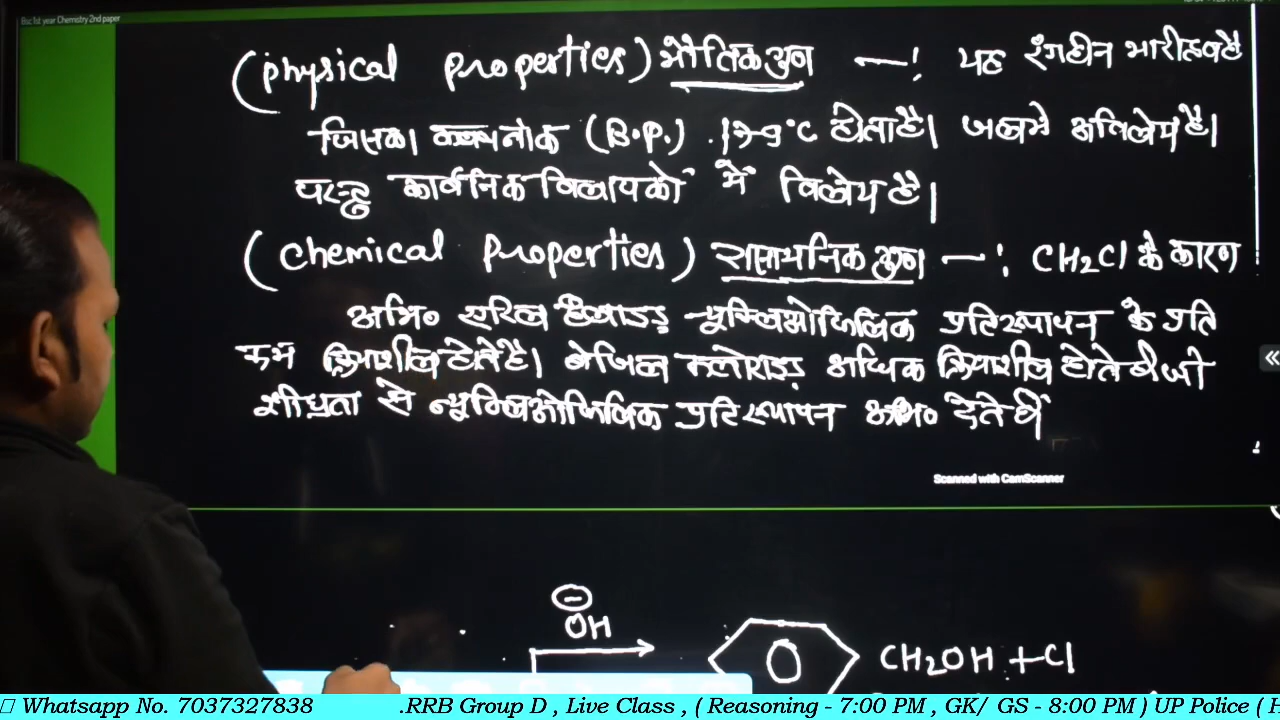 Bsc 1st year Chemistry 2nd paper
(physical properties) भौतिक गुण —: यह रंगहीन भारी द्रव है
जिसका क्वथनांक (B.P.) 179°C होता है। जल में अविलेय है।
परन्तु कार्बनिक विलायकों में विलेय है।
(chemical properties) रासायनिक गुण —: CH₂Cl के कारण
अभि० एरिल हैलाइड न्यूक्लिओफिलिक प्रतिस्थापन के प्रति
कम क्रियाशील होते है। बेंजिल क्लोराइड अधिक क्रियाशील होते है जो
शीघ्रता से न्यूक्लिओफिलिक प्रतिस्थापन अभि० देते है
Scanned with CamScanner
⊖
OH
CH₂OH + Cl
Whatsapp No. 7037327838 .RRB Group D , Live Class , ( Reasoning - 7:00 PM , GK/ GS - 8:00 PM ) UP Police (